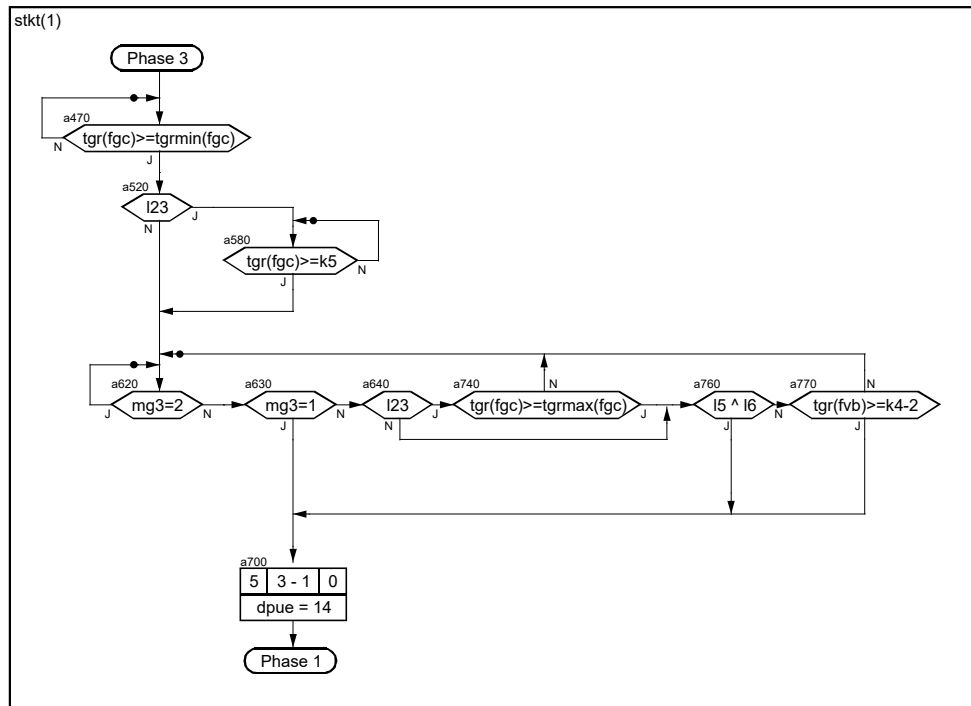 stkt(1)
Phase 3
a470
tgr(fgc)>=tgrmin(fgc)
N
J
a520
l23
J
N
a580
tgr(fgc)>=k5
N
J
a620
mg3=2
J
N
a630
mg3=1
N
J
a640
l23
J
N
a740
tgr(fgc)>=tgrmax(fgc)
N
J
a760
l5 ^ l6
N
J
a770
tgr(fvb)>=k4-2
N
J
a700
5 3 - 1 0
dpue = 14
Phase 1